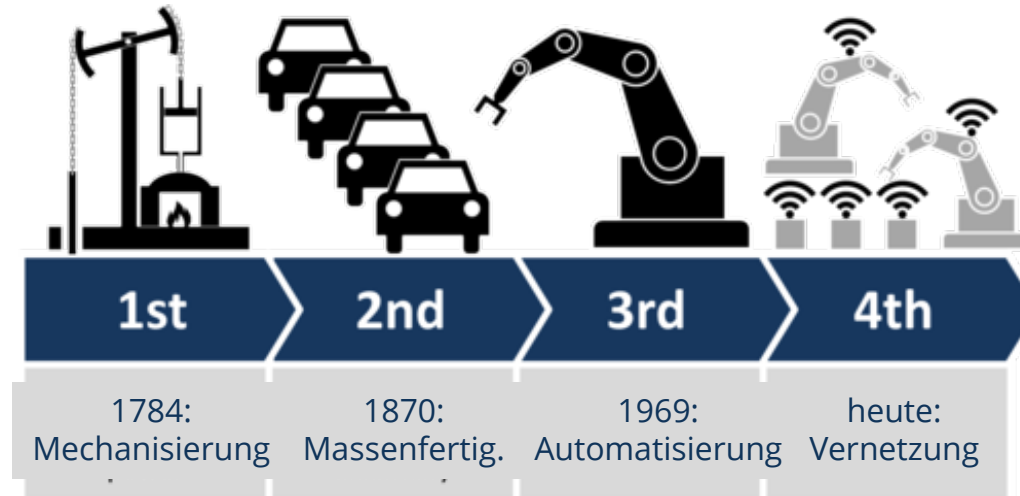 1st 2nd 3rd 4th
1784: 1870: 1969: heute:
Mechanisierung Massenfertig. Automatisierung Vernetzung